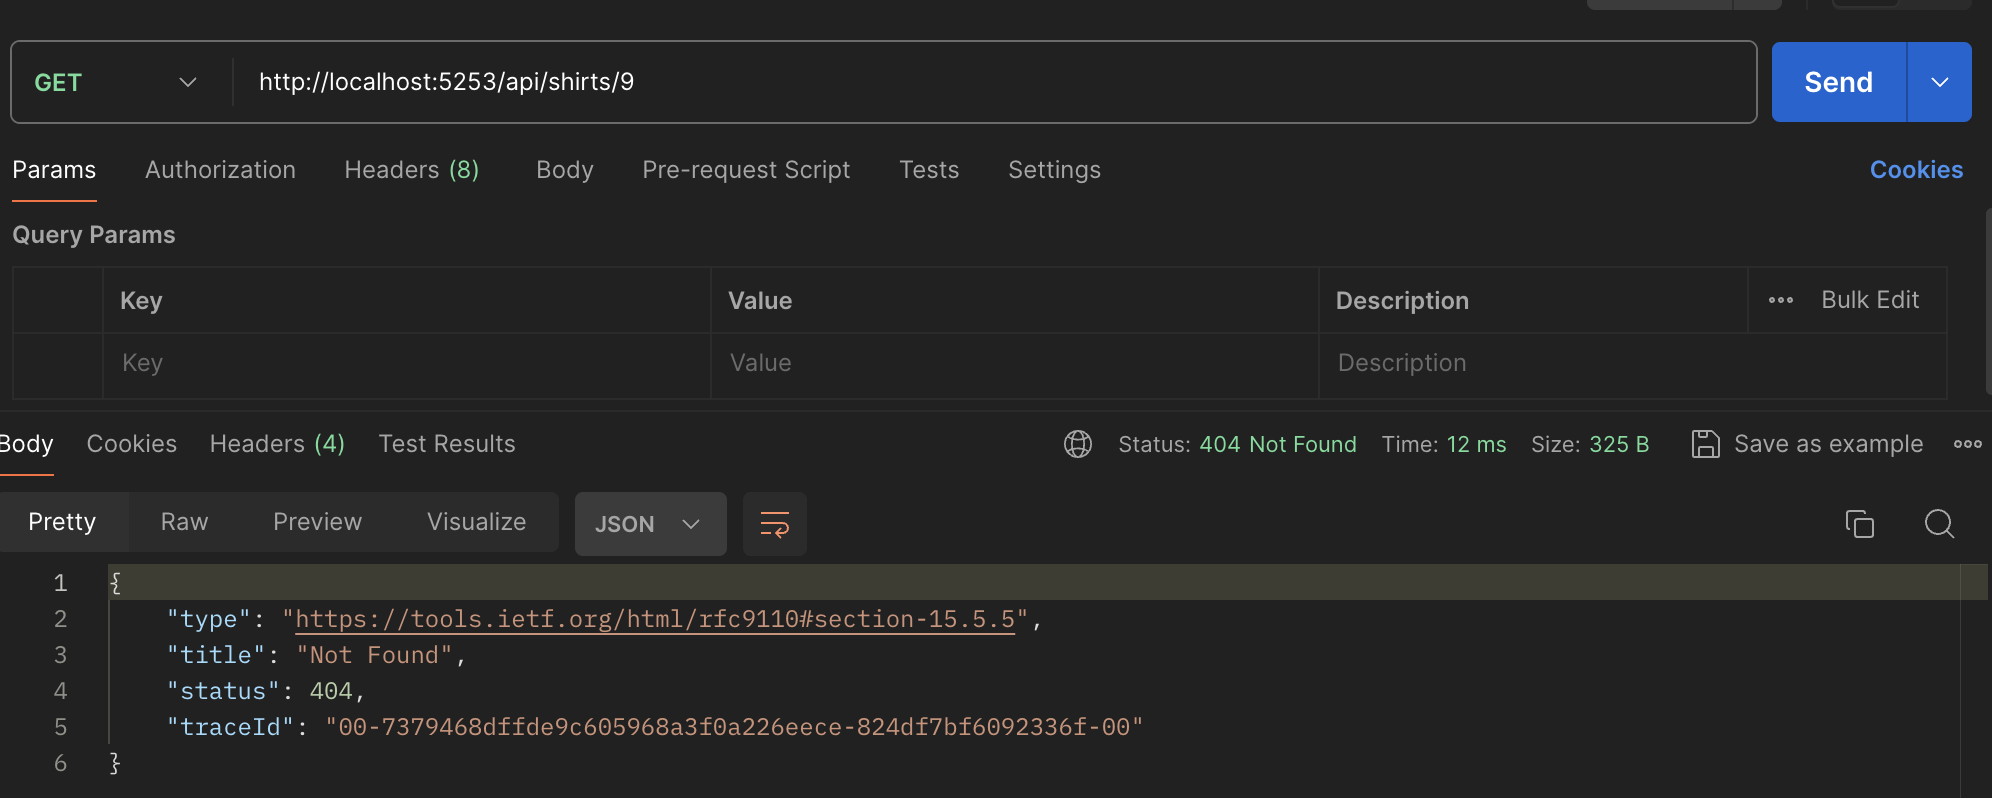 GET http://localhost:5253/api/shirts/9 Send
Params Authorization Headers (8) Body Pre-request Script Tests Settings Cookies
Query Params
Key Value Description Bulk Edit
Key Value Description
Body Cookies Headers (4) Test Results Status: 404 Not Found Time: 12 ms Size: 325 B Save as example
Pretty Raw Preview Visualize JSON
1 {
2 "type": "https://tools.ietf.org/html/rfc9110#section-15.5.5",
3 "title": "Not Found",
4 "status": 404,
5 "traceId": "00-7379468dffde9c605968a3f0a226eece-824df7bf6092336f-00"
6 }